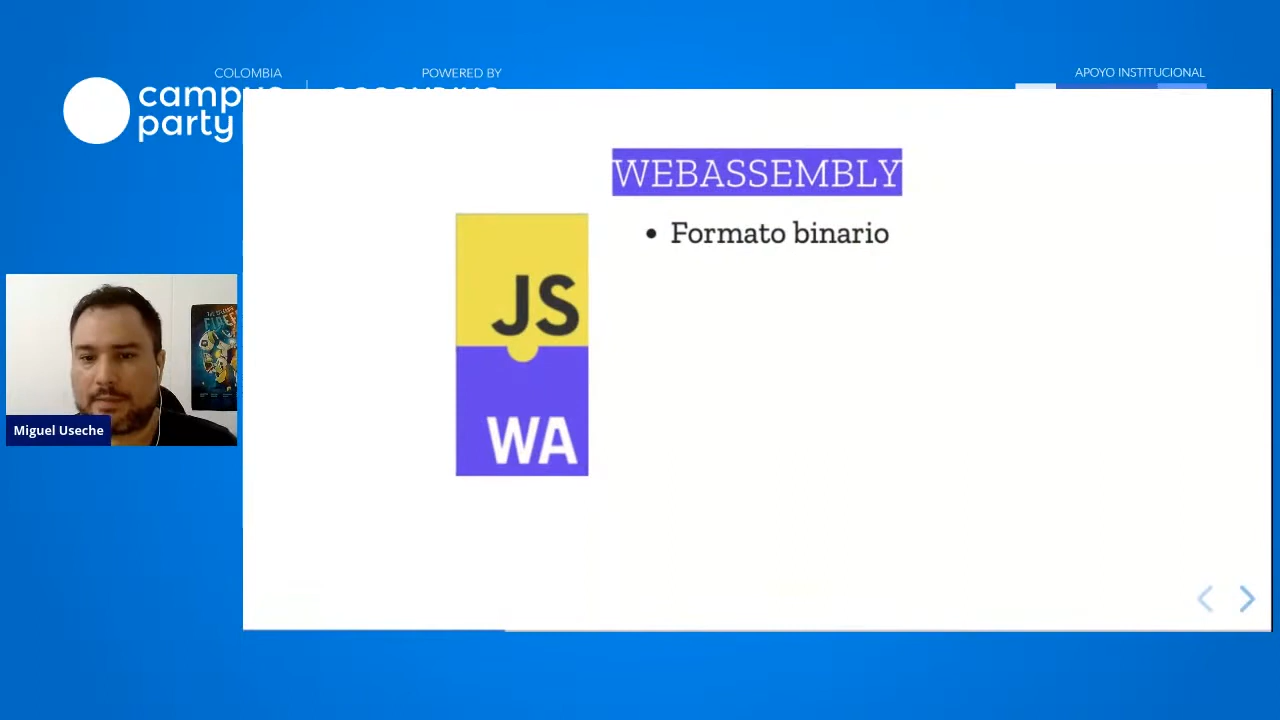 COLOMBIA
POWERED BY
APOYO INSTITUCIONAL
campus
party
WEBASSEMBLY
• Formato binario
JS
WA
Miguel Useche